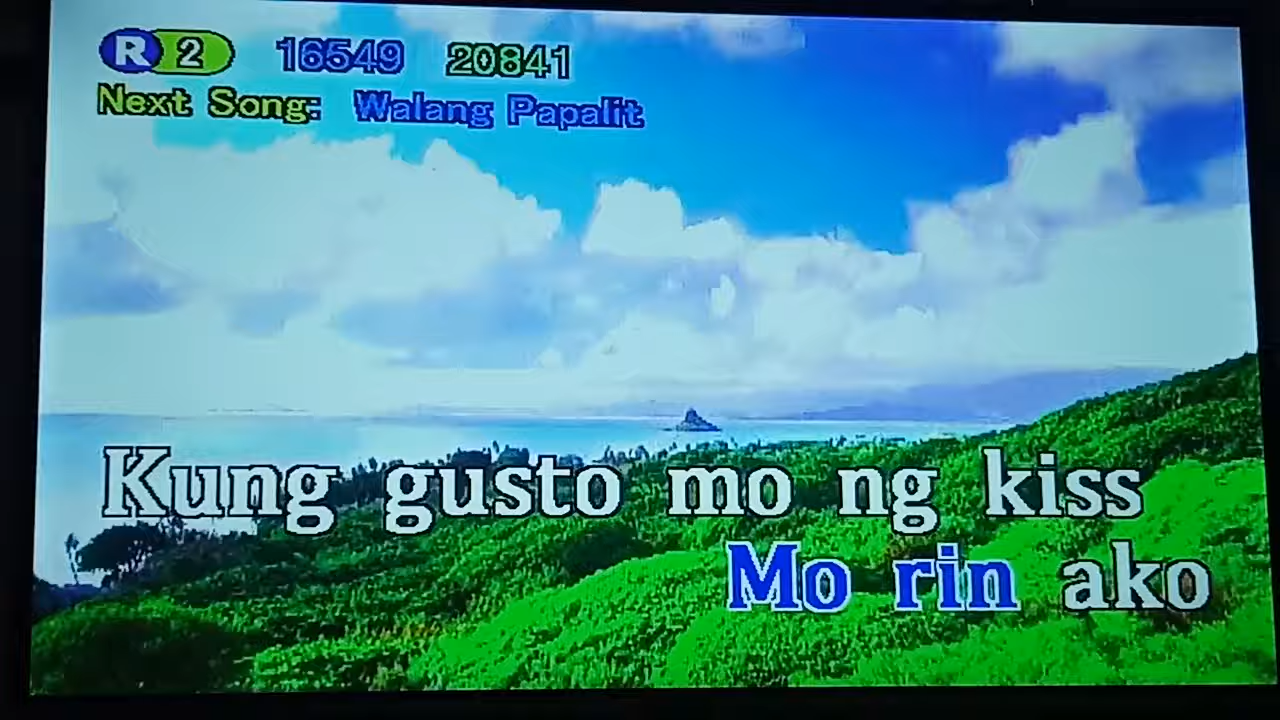 R 2 16549 20841
Next Song: Walang Papalit
Kung gusto mo ng kiss
Mo rin ako